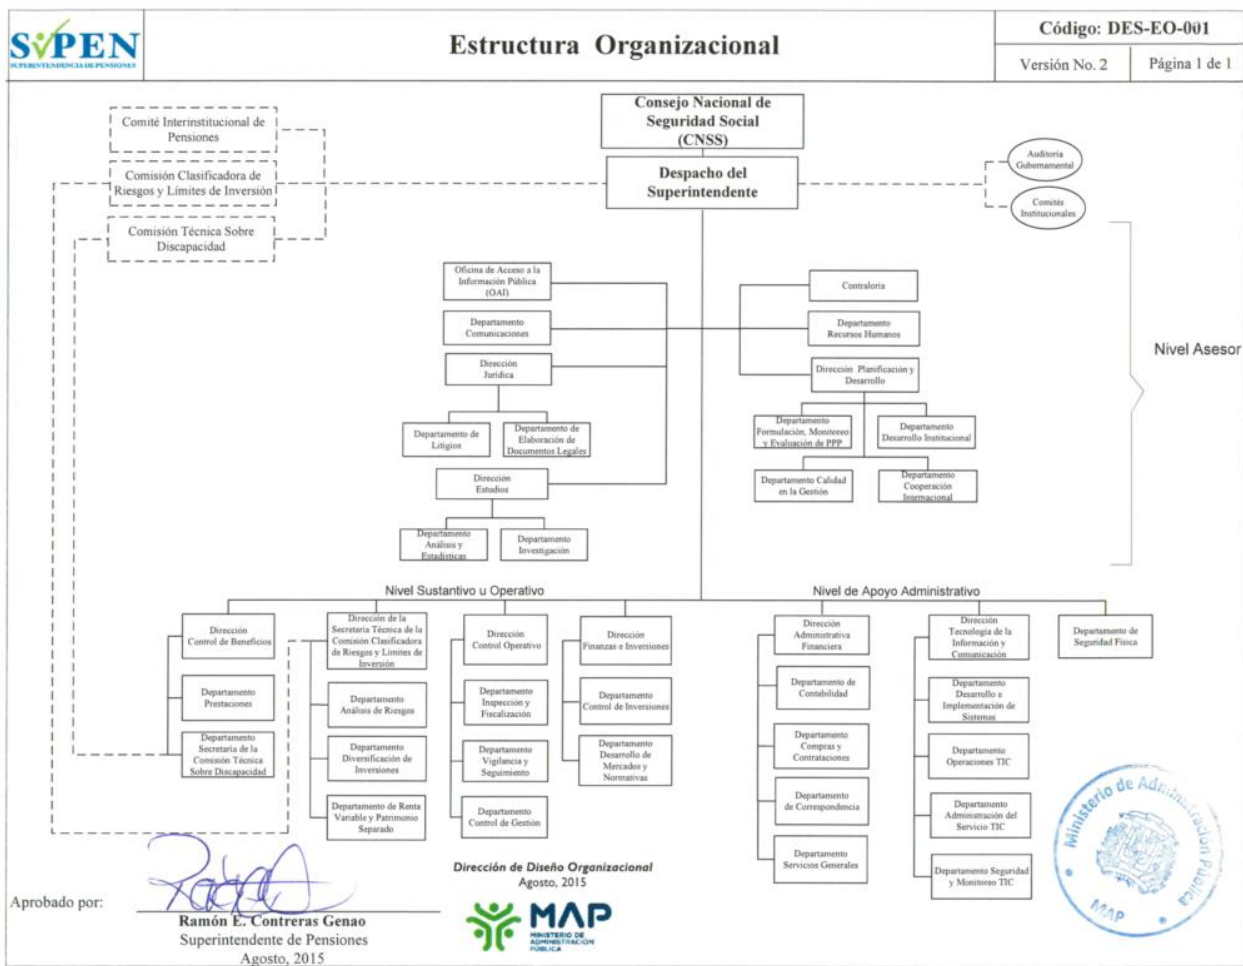 SiPEN
SUPERINTENDENCIA DE PENSIONES
Estructura Organizacional
Código: DES-EO-001
Versión No. 2
Página 1 de 1
Consejo Nacional de
Seguridad Social
(CNSS)
Despacho del
Superintendente
Comité Interinstitucional de
Pensiones
Comisión Clasificadora de
Riesgos y Límites de Inversión
Comisión Técnica Sobre
Discapacidad
Auditoría
Gubernamental
Comités
Institucionales
Nivel Asesor
Oficina de Acceso a la
Información Pública
(OAI)
Departamento
Comunicaciones
Dirección
Jurídica
Departamento de
Litigios
Departamento de
Elaboración de
Documentos Legales
Dirección
Estudios
Departamento
Análisis y
Estadísticas
Departamento
Investigación
Contraloría
Departamento
Recursos Humanos
Dirección Planificación y
Desarrollo
Departamento
Formulación, Monitoreo
y Evaluación de PPP
Departamento
Desarrollo Institucional
Departamento Calidad
en la Gestión
Departamento
Cooperación
Internacional
Nivel Sustantivo u Operativo
Dirección
Control de Beneficios
Departamento
Prestaciones
Departamento
Secretaría de la
Comisión Técnica
Sobre Discapacidad
Dirección de la
Secretaría Técnica de la
Comisión Clasificadora
de Riesgos y Límites de
Inversión
Departamento
Análisis de Riesgos
Departamento
Diversificación de
Inversiones
Departamento de Renta
Variable y Patrimonio
Separado
Dirección
Control Operativo
Departamento
Inspección y
Fiscalización
Departamento
Vigilancia y
Seguimiento
Departamento
Control de Gestión
Dirección
Finanzas e Inversiones
Departamento
Control de Inversiones
Departamento
Desarrollo de
Mercados y
Normativas
Nivel de Apoyo Administrativo
Dirección
Administrativa
Financiera
Departamento de
Contabilidad
Departamento
Compras y
Contrataciones
Departamento
de Correspondencia
Departamento
Servicios Generales
Dirección
Tecnología de la
Información y
Comunicación
Departamento
Desarrollo e
Implementación de
Sistemas
Departamento
Operaciones TIC
Departamento
Administración del
Servicio TIC
Departamento Seguridad
y Monitoreo TIC
Departamento de
Seguridad Física
Aprobado por:
Ramón E. Contreras Genao
Superintendente de Pensiones
Agosto, 2015
Dirección de Diseño Organizacional
Agosto, 2015
MAP
MINISTERIO DE
ADMINISTRACIÓN
PÚBLICA
Ministerio de Administración Pública
MAP